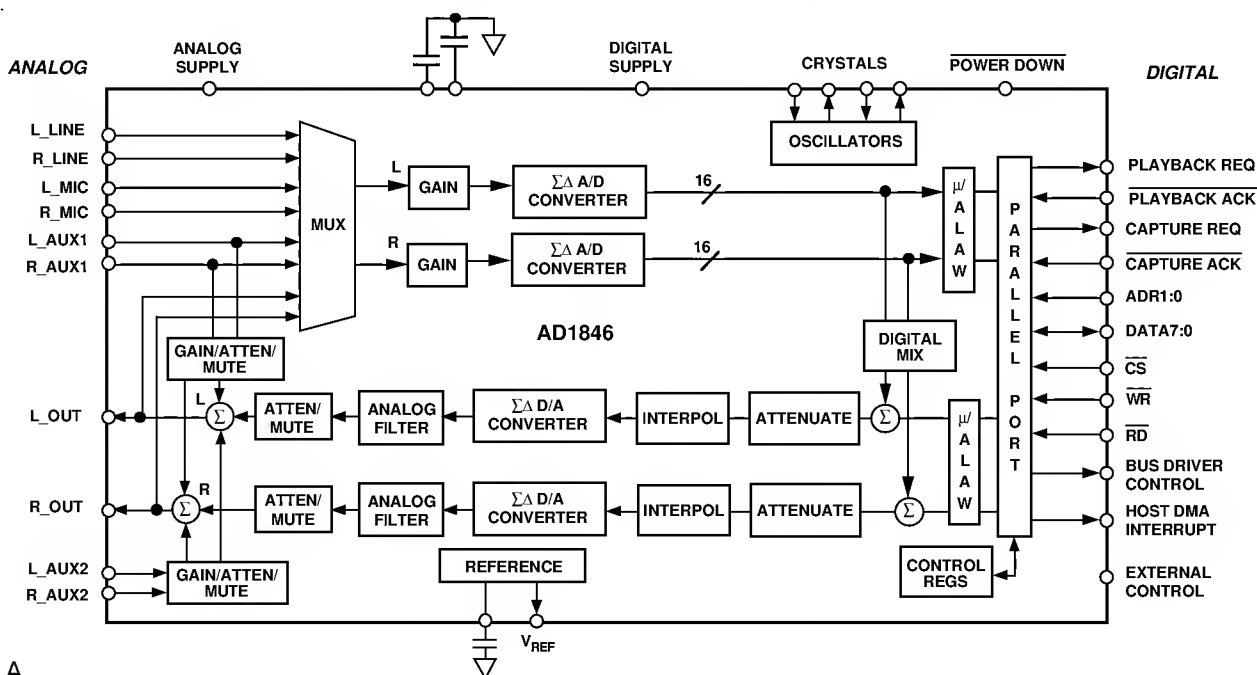 ANALOG
ANALOG
SUPPLY
DIGITAL
SUPPLY
CRYSTALS
POWER DOWN
DIGITAL
OSCILLATORS
L_LINE
R_LINE
L_MIC
R_MIC
L_AUX1
R_AUX1
MUX
L
GAIN
ΣΔ A/D
CONVERTER
16
R
GAIN
ΣΔ A/D
CONVERTER
16
μ/
A
L
A
W
P
A
R
A
L
L
E
L
P
O
R
T
PLAYBACK REQ
PLAYBACK ACK
CAPTURE REQ
CAPTURE ACK
ADR1:0
DATA7:0
CS
WR
RD
BUS DRIVER
CONTROL
HOST DMA
INTERRUPT
EXTERNAL
CONTROL
AD1846
DIGITAL
MIX
GAIN/ATTEN/
MUTE
L_OUT
L
Σ
ATTEN/
MUTE
ANALOG
FILTER
ΣΔ D/A
CONVERTER
INTERPOL
ATTENUATE
Σ
μ/
A
L
A
W
R_OUT
R
Σ
ATTEN/
MUTE
ANALOG
FILTER
ΣΔ D/A
CONVERTER
INTERPOL
ATTENUATE
Σ
L_AUX2
R_AUX2
GAIN/ATTEN/
MUTE
REFERENCE
CONTROL
REGS
VREF
Δ